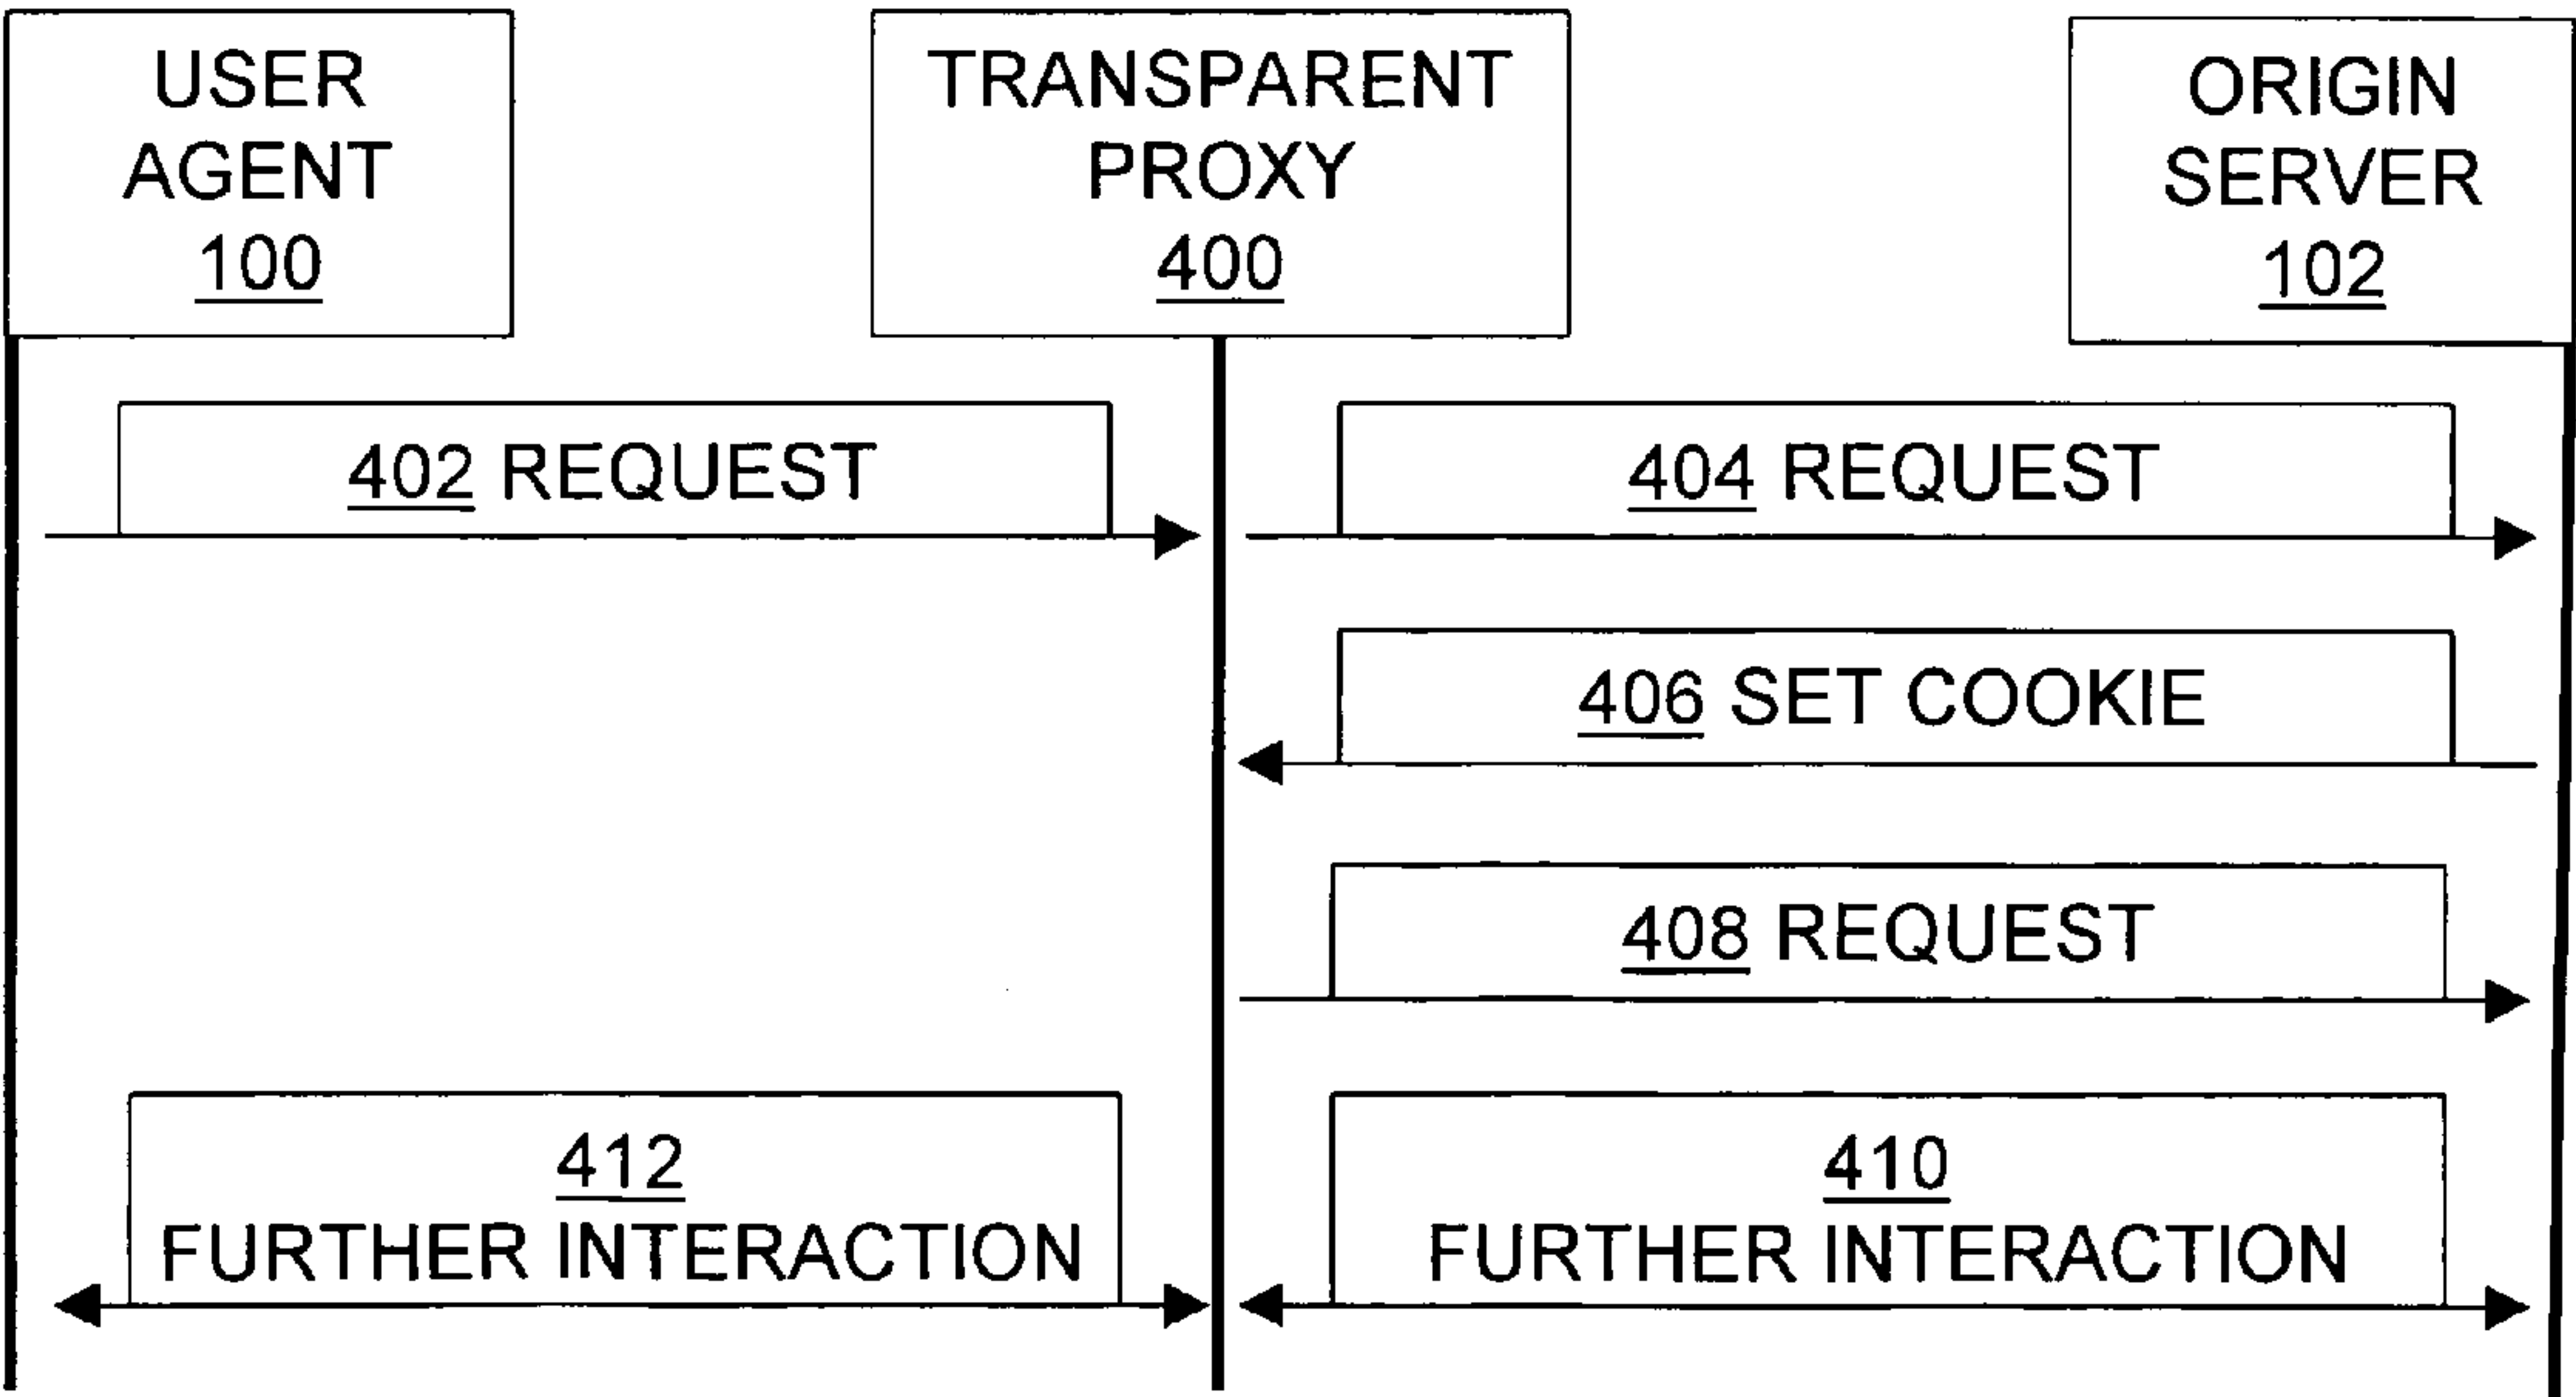 USER
AGENT
100
TRANSPARENT
PROXY
400
ORIGIN
SERVER
102
402 REQUEST
404 REQUEST
406 SET COOKIE
408 REQUEST
412
FURTHER INTERACTION
410
FURTHER INTERACTION